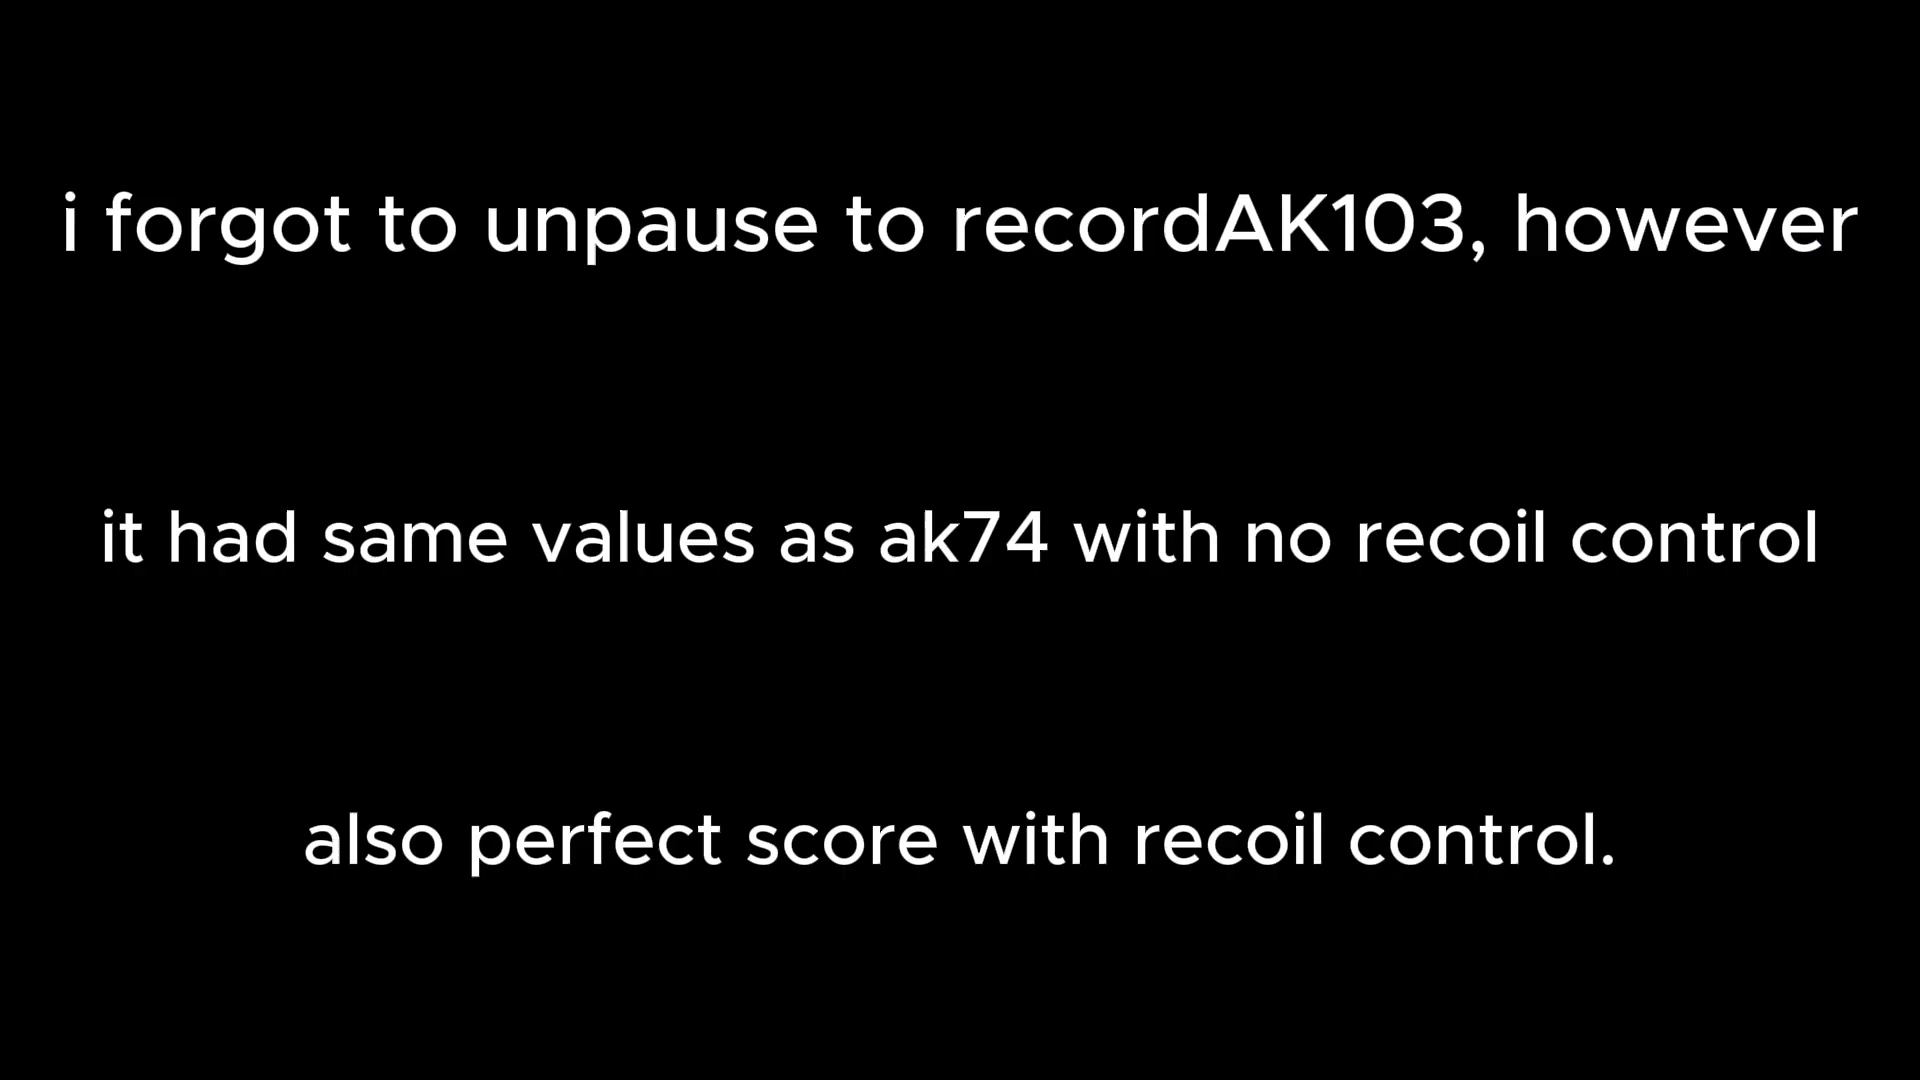 i forgot to unpause to recordAK103, however
it had same values as ak74 with no recoil control
also perfect score with recoil control.